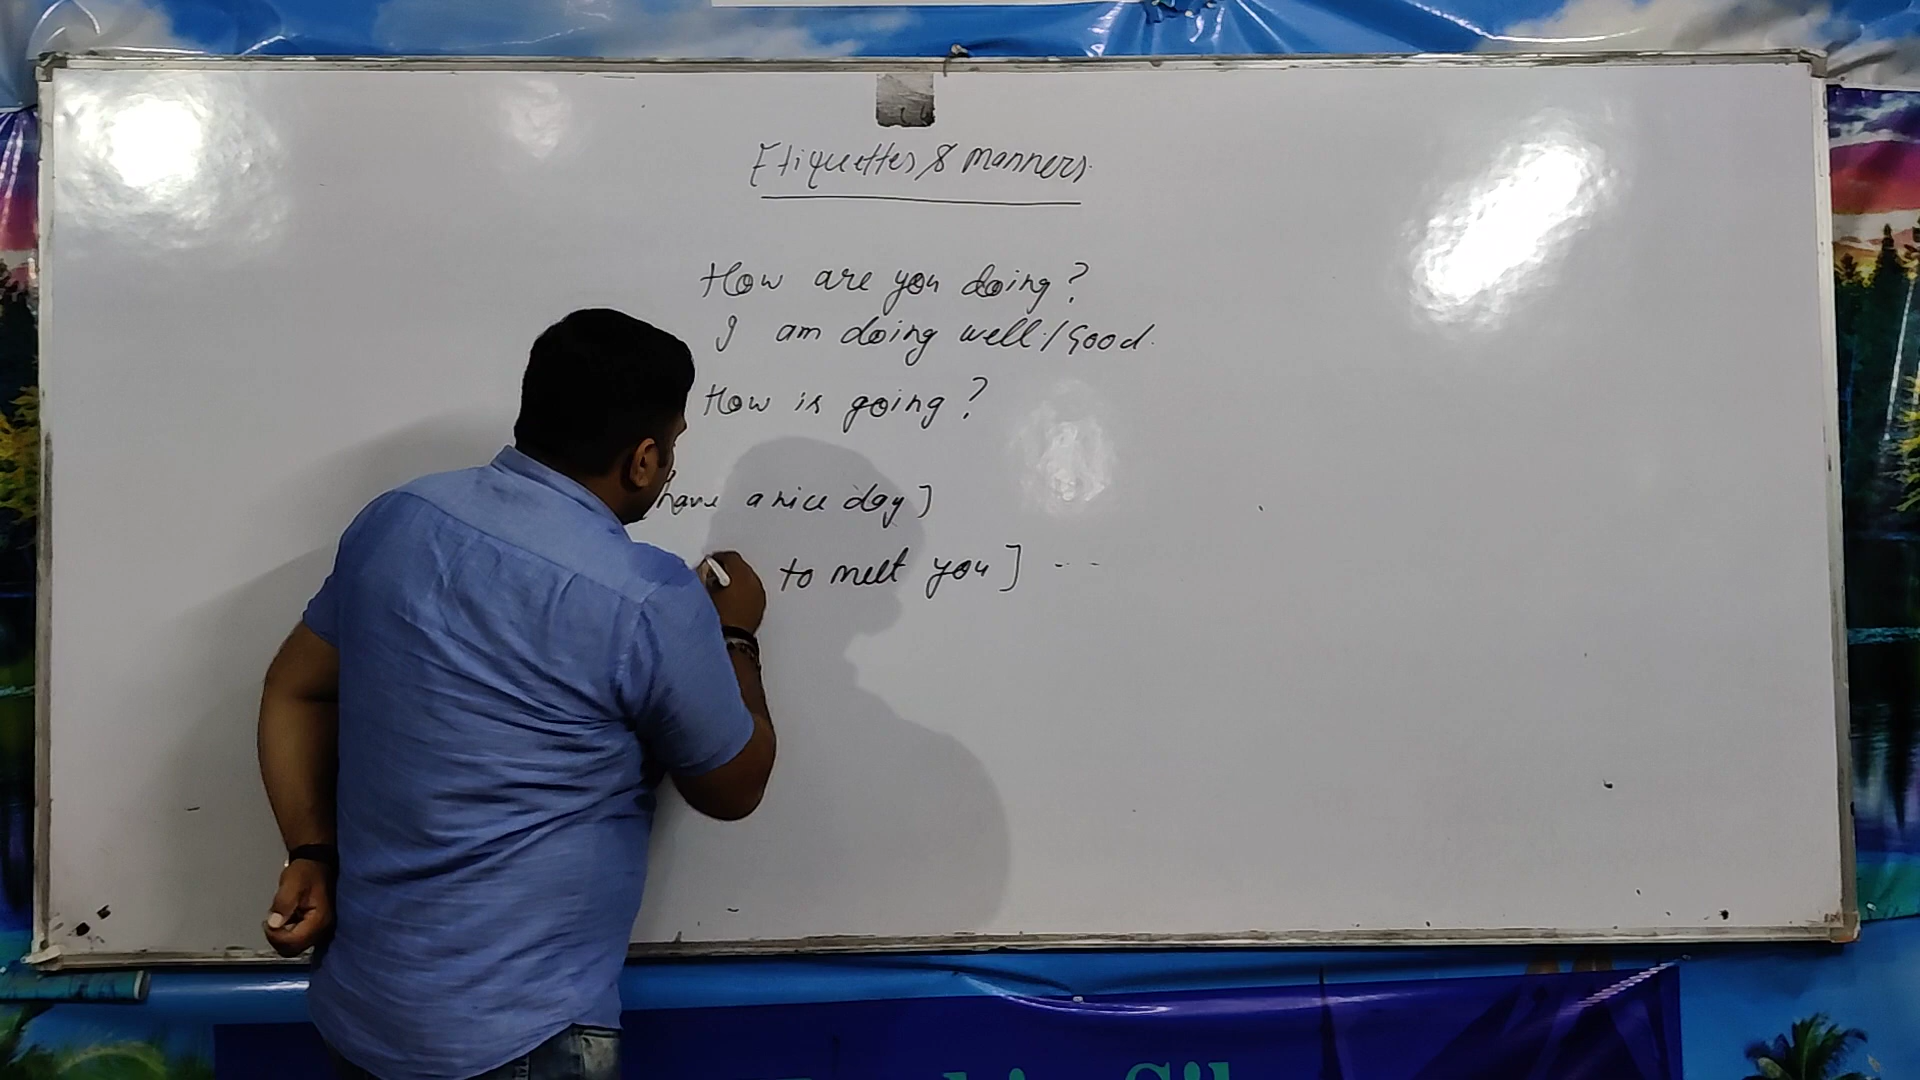 Etiquettes & Manners.
How are you doing?
I am doing well./Good.
How is going?
have a nice day]
to meet you] ---